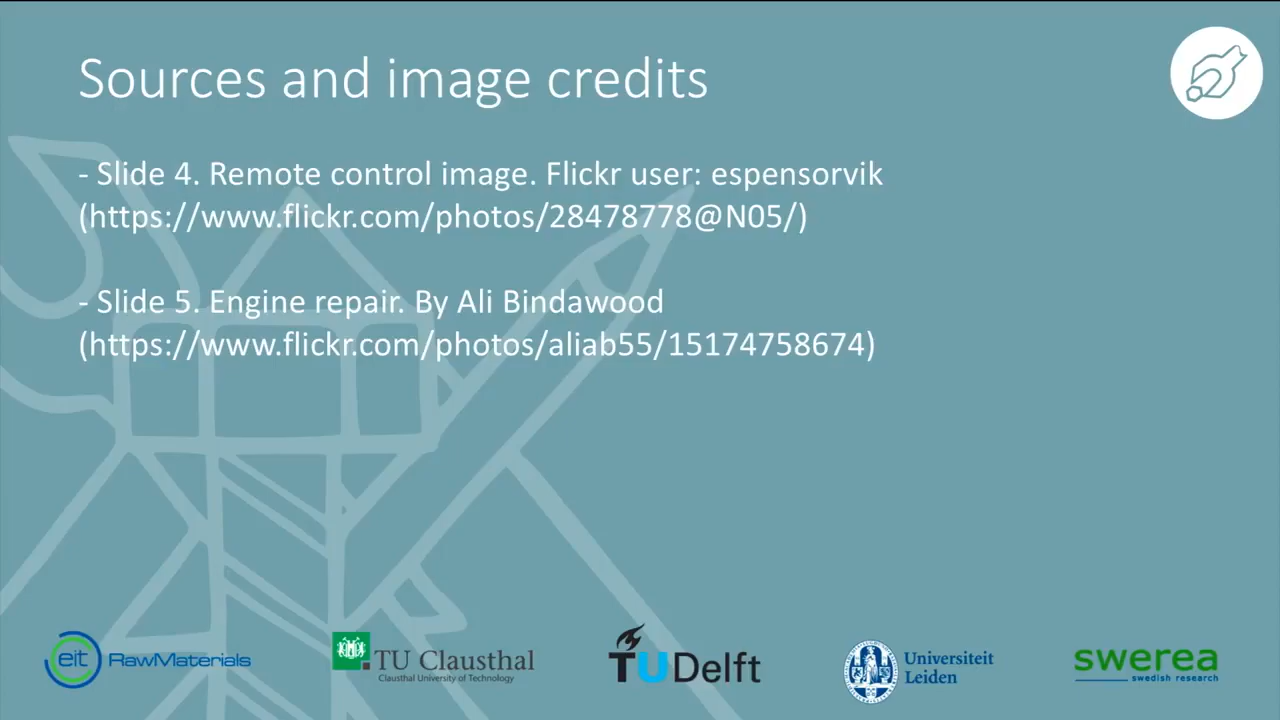 Sources and image credits
- Slide 4. Remote control image. Flickr user: espensorvik
(https://www.flickr.com/photos/28478778@N05/)
- Slide 5. Engine repair. By Ali Bindawood
(https://www.flickr.com/photos/aliab55/15174758674)
eit RawMaterials
TU Clausthal
Clausthal University of Technology
TUDelft
Universiteit
Leiden
swerea
swedish research